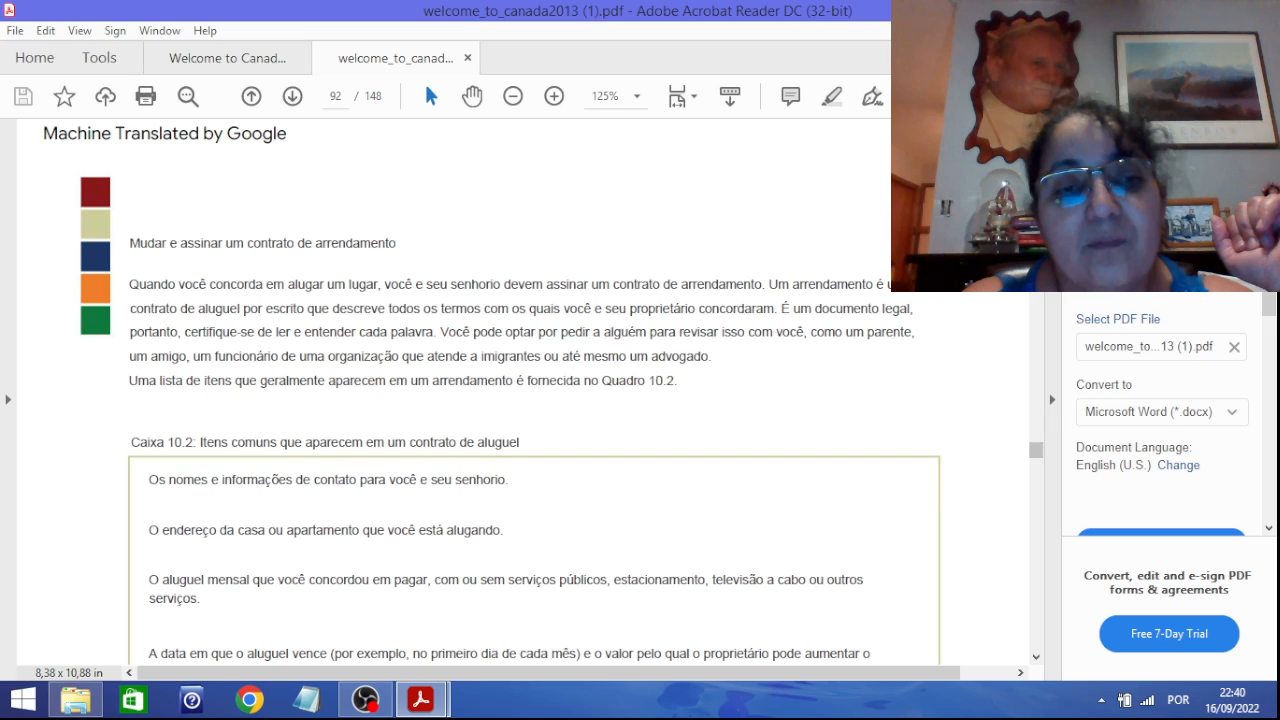 welcome_to_canada2013 (1).pdf - Adobe Acrobat Reader DC (32-bit)
File Edit View Sign Window Help
Home Tools Welcome to Canad... welcome_to_canad... ×
92 / 148 125%
Machine Translated by Google
Mudar e assinar um contrato de arrendamento
Quando você concorda em alugar um lugar, você e seu senhorio devem assinar um contrato de arrendamento. Um arrendamento é
contrato de aluguel por escrito que descreve todos os termos com os quais você e seu proprietário concordaram. É um documento legal,
portanto, certifique-se de ler e entender cada palavra. Você pode optar por pedir a alguém para revisar isso com você, como um parente,
um amigo, um funcionário de uma organização que atende a imigrantes ou até mesmo um advogado.
Uma lista de itens que geralmente aparecem em um arrendamento é fornecida no Quadro 10.2.
Caixa 10.2: Itens comuns que aparecem em um contrato de aluguel
Os nomes e informações de contato para você e seu senhorio.
O endereço da casa ou apartamento que você está alugando.
O aluguel mensal que você concordou em pagar, com ou sem serviços públicos, estacionamento, televisão a cabo ou outros
serviços.
A data em que o aluguel vence (por exemplo, no primeiro dia de cada mês) e o valor pelo qual o proprietário pode aumentar o
8,38 x 10,88 in
Select PDF File
welcome_to...13 (1).pdf
Convert to
Microsoft Word (*.docx)
Document Language:
English (U.S.) Change
Convert, edit and e-sign PDF
forms & agreements
Free 7-Day Trial
POR
22:40
16/09/2022